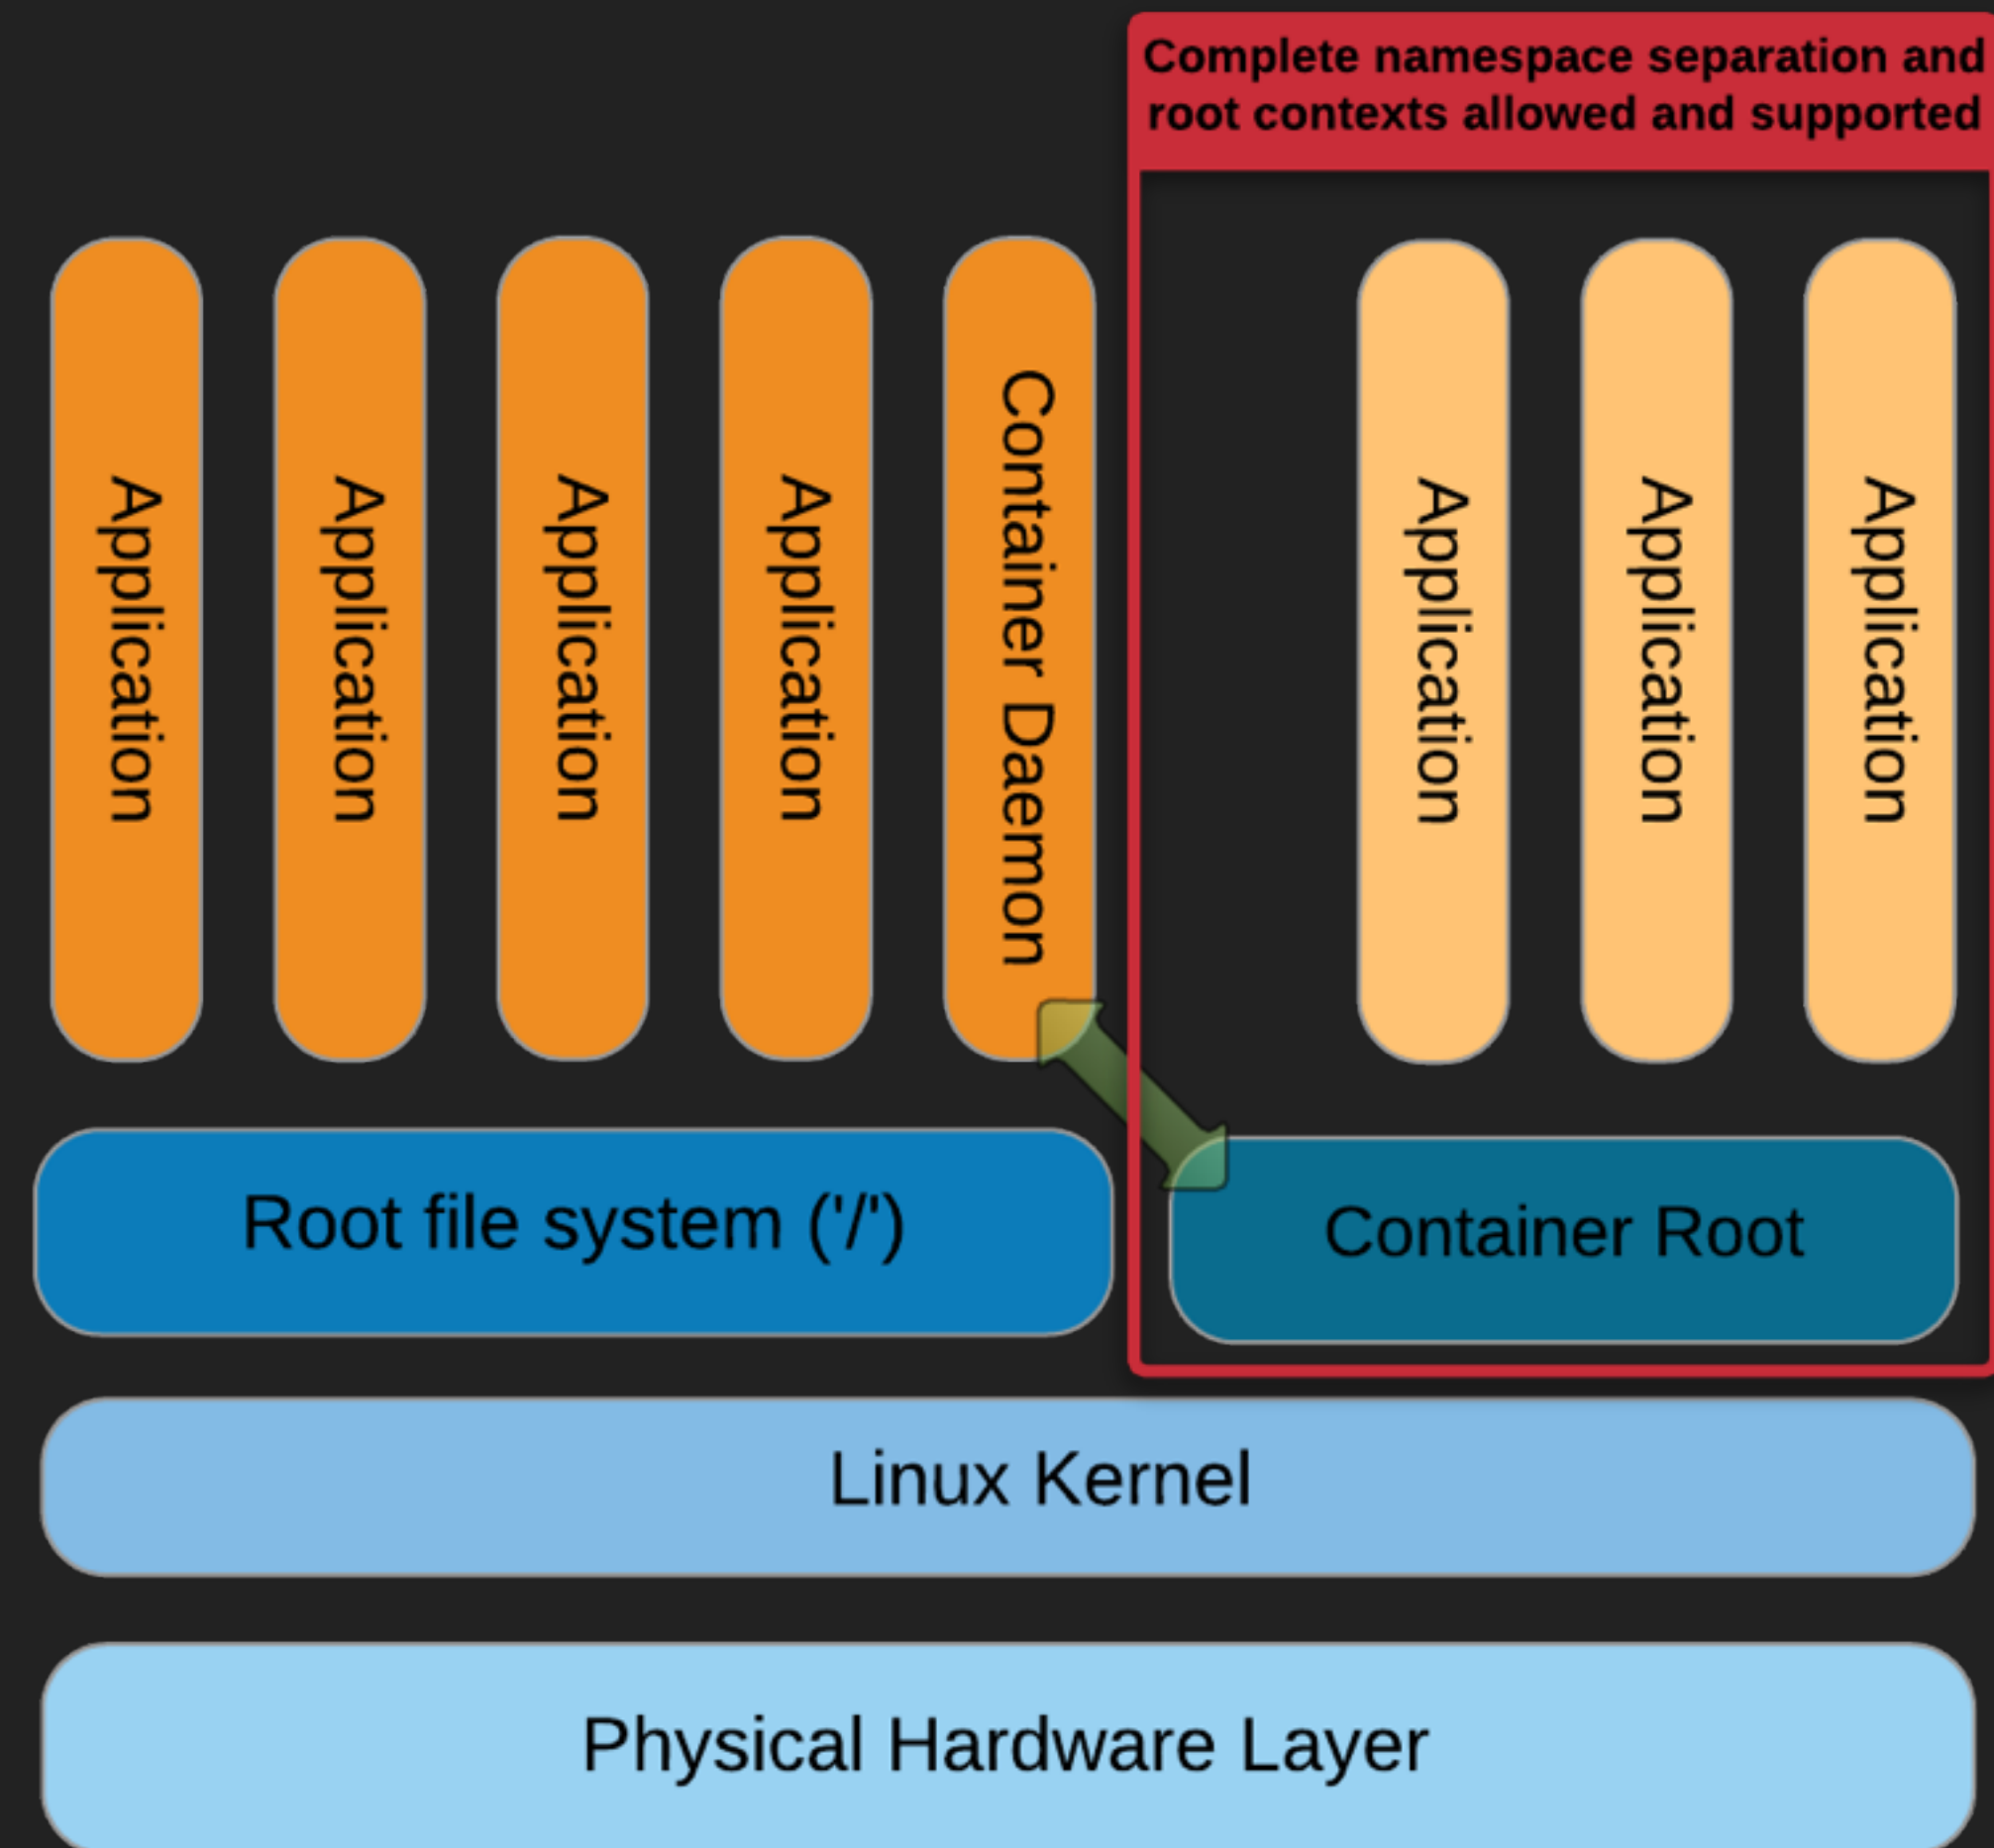 Complete namespace separation and
root contexts allowed and supported
Application
Application
Application
Application
Container Daemon
Application
Application
Application
Root file system ('/')
Container Root
Linux Kernel
Physical Hardware Layer